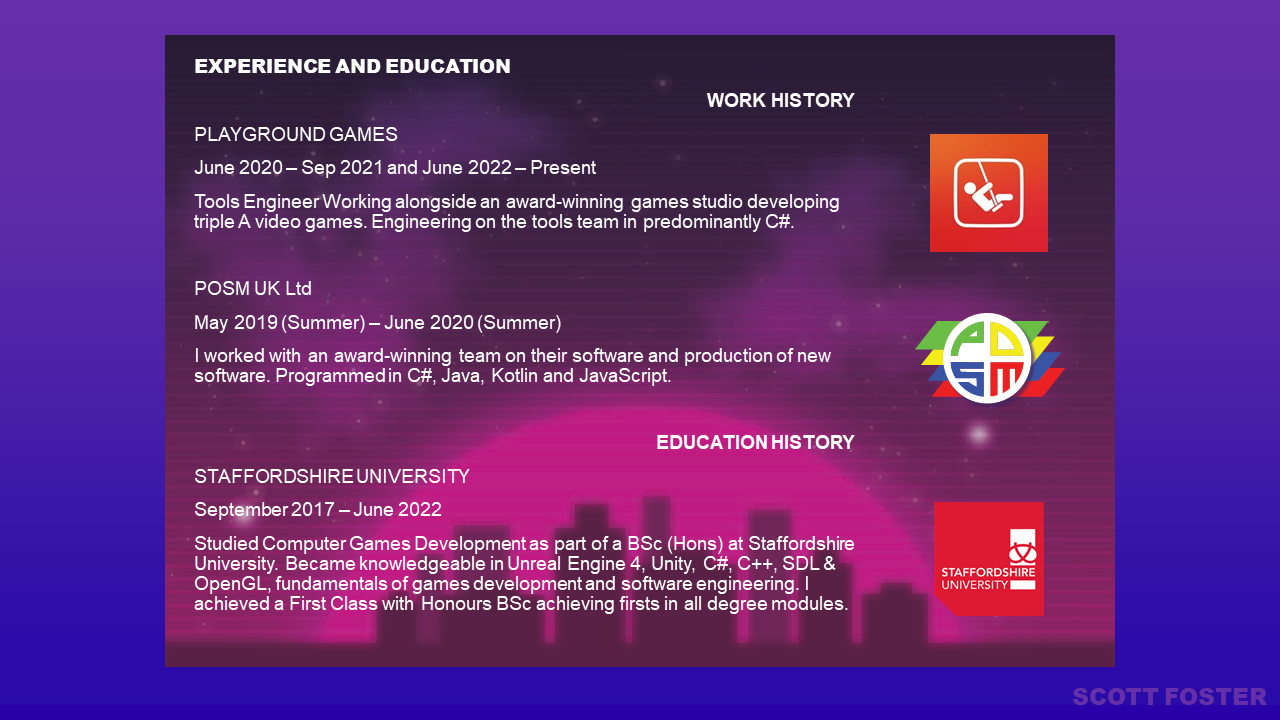 EXPERIENCE AND EDUCATION
WORK HISTORY
PLAYGROUND GAMES
June 2020 – Sep 2021 and June 2022 – Present
Tools Engineer Working alongside an award-winning games studio developing
triple A video games. Engineering on the tools team in predominantly C#.
POSM UK Ltd
May 2019 (Summer) – June 2020 (Summer)
I worked with an award-winning team on their software and production of new
software. Programmed in C#, Java, Kotlin and JavaScript.
POSM
EDUCATION HISTORY
STAFFORDSHIRE UNIVERSITY
September 2017 – June 2022
Studied Computer Games Development as part of a BSc (Hons) at Staffordshire
University. Became knowledgeable in Unreal Engine 4, Unity, C#, C++, SDL &
OpenGL, fundamentals of games development and software engineering. I
achieved a First Class with Honours BSc achieving firsts in all degree modules.
STAFFORDSHIRE
UNIVERSITY
SCOTT FOSTER